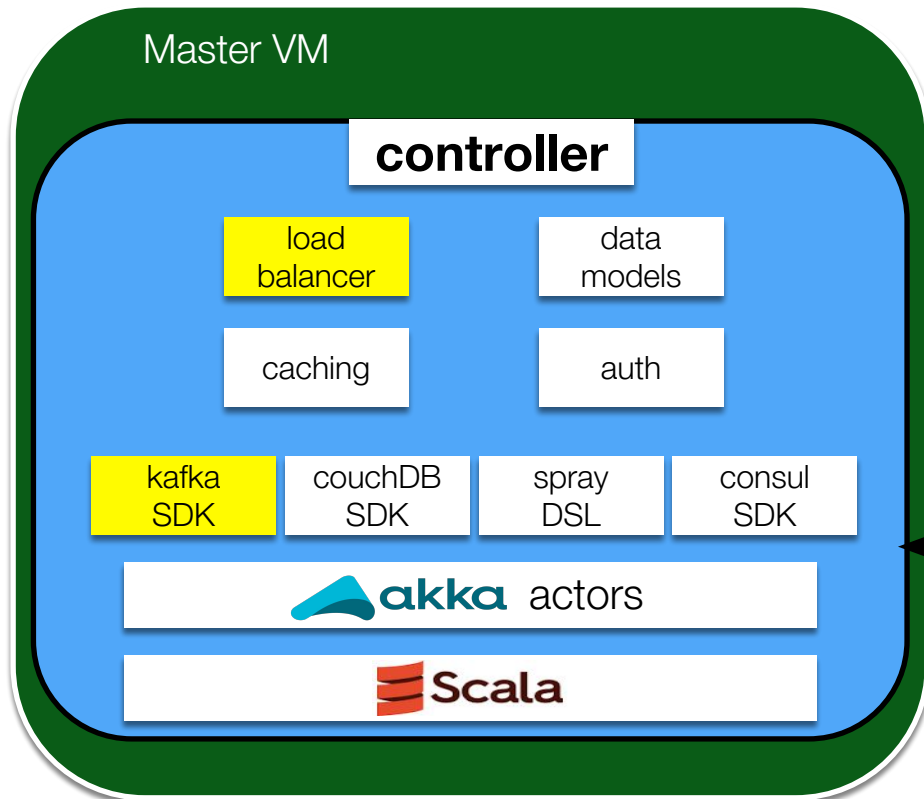 Master VM
controller
load
balancer
data
models
caching
auth
kafka
SDK
couchDB
SDK
spray
DSL
consul
SDK
akka actors
Scala